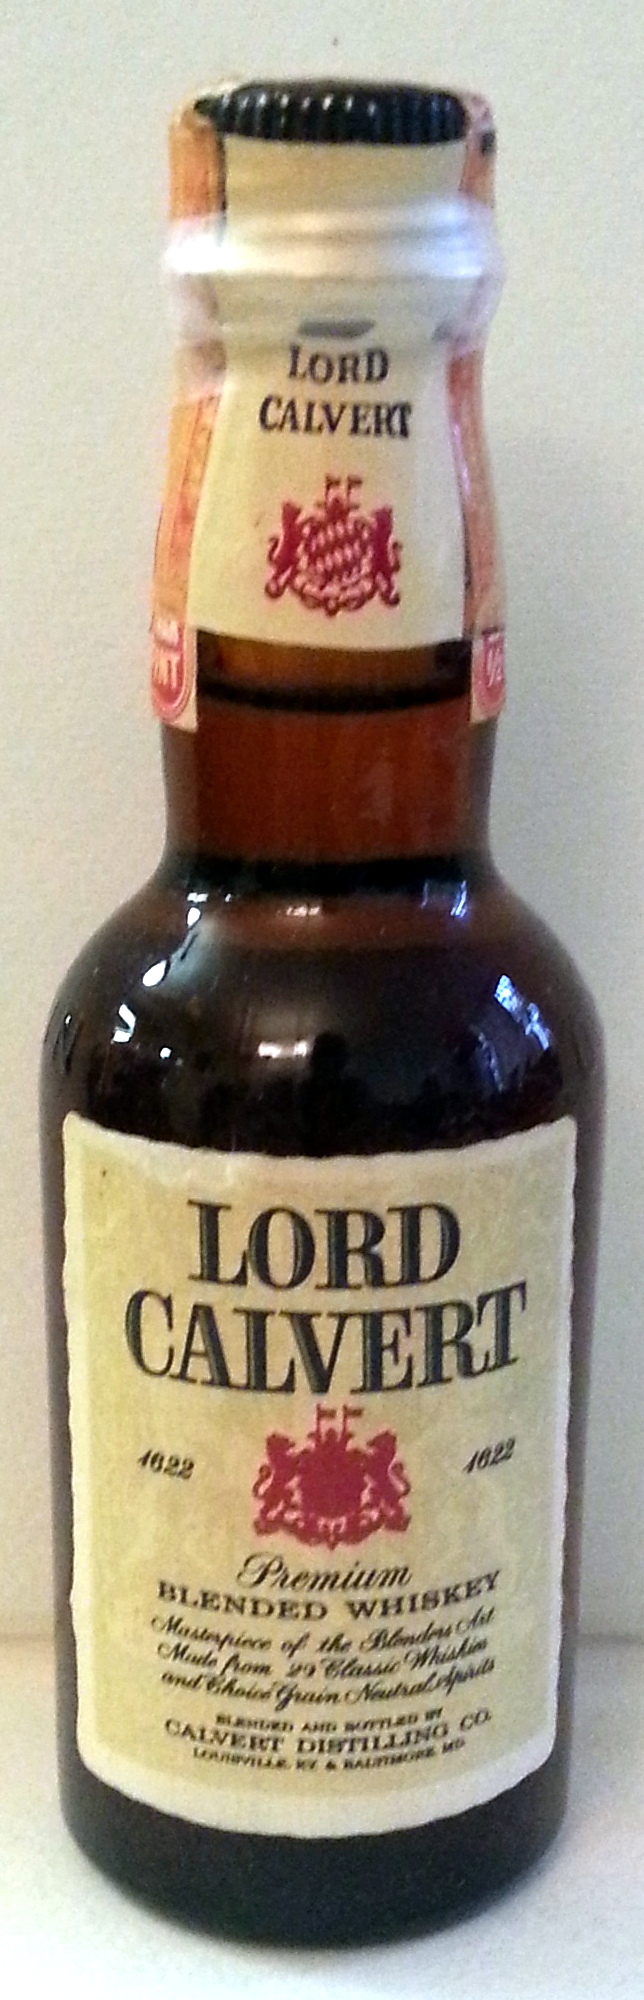 LORD
CALVERT
LORD
CALVERT
1622 1622
Premium
BLENDED WHISKEY
Masterpiece of the Blenders Art
Made from 29 Classic Whiskies
and Choice Grain Neutral Spirits
BLENDED AND BOTTLED BY
CALVERT DISTILLING CO.
LOUISVILLE, KY. & BALTIMORE, MD.